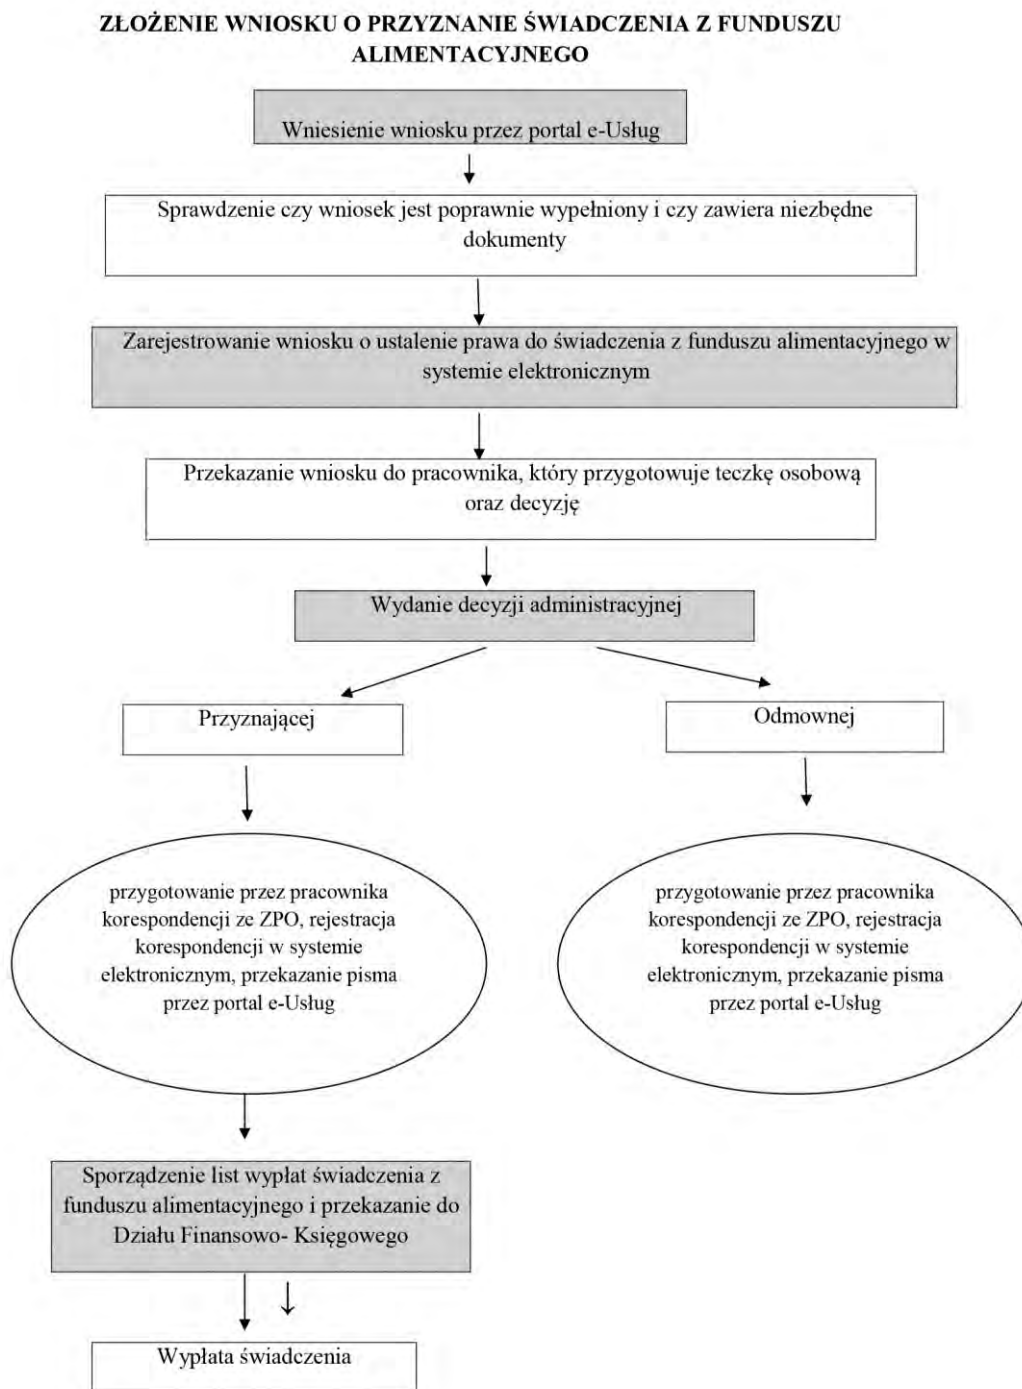 ZŁOŻENIE WNIOSKU O PRZYZNANIE ŚWIADCZENIA Z FUNDUSZU
ALIMENTACYJNEGO
Wniesienie wniosku przez portal e-Usług
Sprawdzenie czy wniosek jest poprawnie wypełniony i czy zawiera niezbędne
dokumenty
Zarejestrowanie wniosku o ustalenie prawa do świadczenia z funduszu alimentacyjnego w
systemie elektronicznym
Przekazanie wniosku do pracownika, który przygotowuje teczkę osobową
oraz decyzję
Wydanie decyzji administracyjnej
Przyznającej
Odmownej
przygotowanie przez pracownika
korespondencji ze ZPO, rejestracja
korespondencji w systemie
elektronicznym, przekazanie pisma
przez portal e-Usług
przygotowanie przez pracownika
korespondencji ze ZPO, rejestracja
korespondencji w systemie
elektronicznym, przekazanie pisma
przez portal e-Usług
Sporządzenie list wypłat świadczenia z
funduszu alimentacyjnego i przekazanie do
Działu Finansowo- Księgowego
Wypłata świadczenia